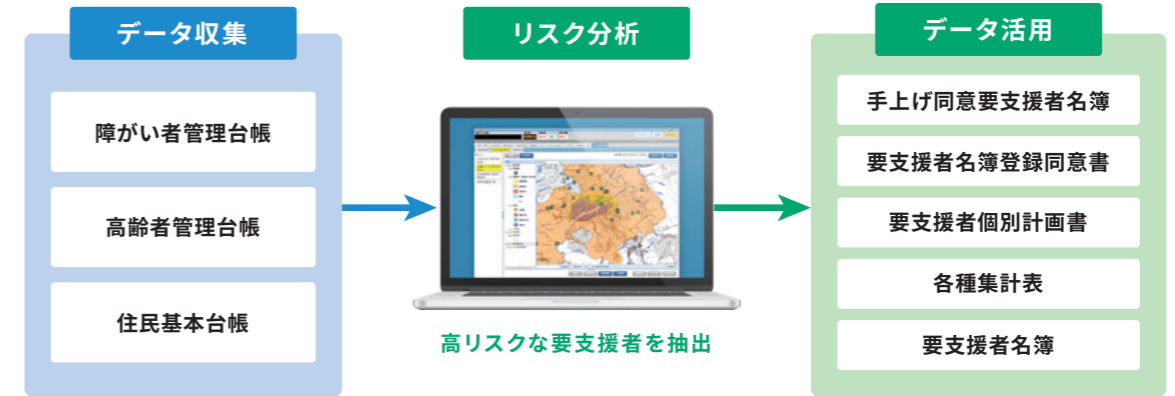 データ収集
障がい者管理台帳
高齢者管理台帳
住民基本台帳
リスク分析
高リスクな要支援者を抽出
データ活用
手上げ同意要支援者名簿
要支援者名簿登録同意書
要支援者個別計画書
各種集計表
要支援者名簿